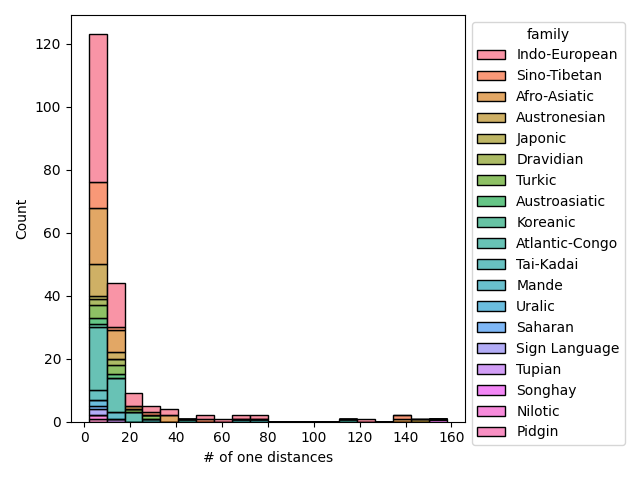 120
100
80
60
40
20
0
Count
0 20 40 60 80 100 120 140 160
# of one distances
family
Indo-European
Sino-Tibetan
Afro-Asiatic
Austronesian
Japonic
Dravidian
Turkic
Austroasiatic
Koreanic
Atlantic-Congo
Tai-Kadai
Mande
Uralic
Saharan
Sign Language
Tupian
Songhay
Nilotic
Pidgin